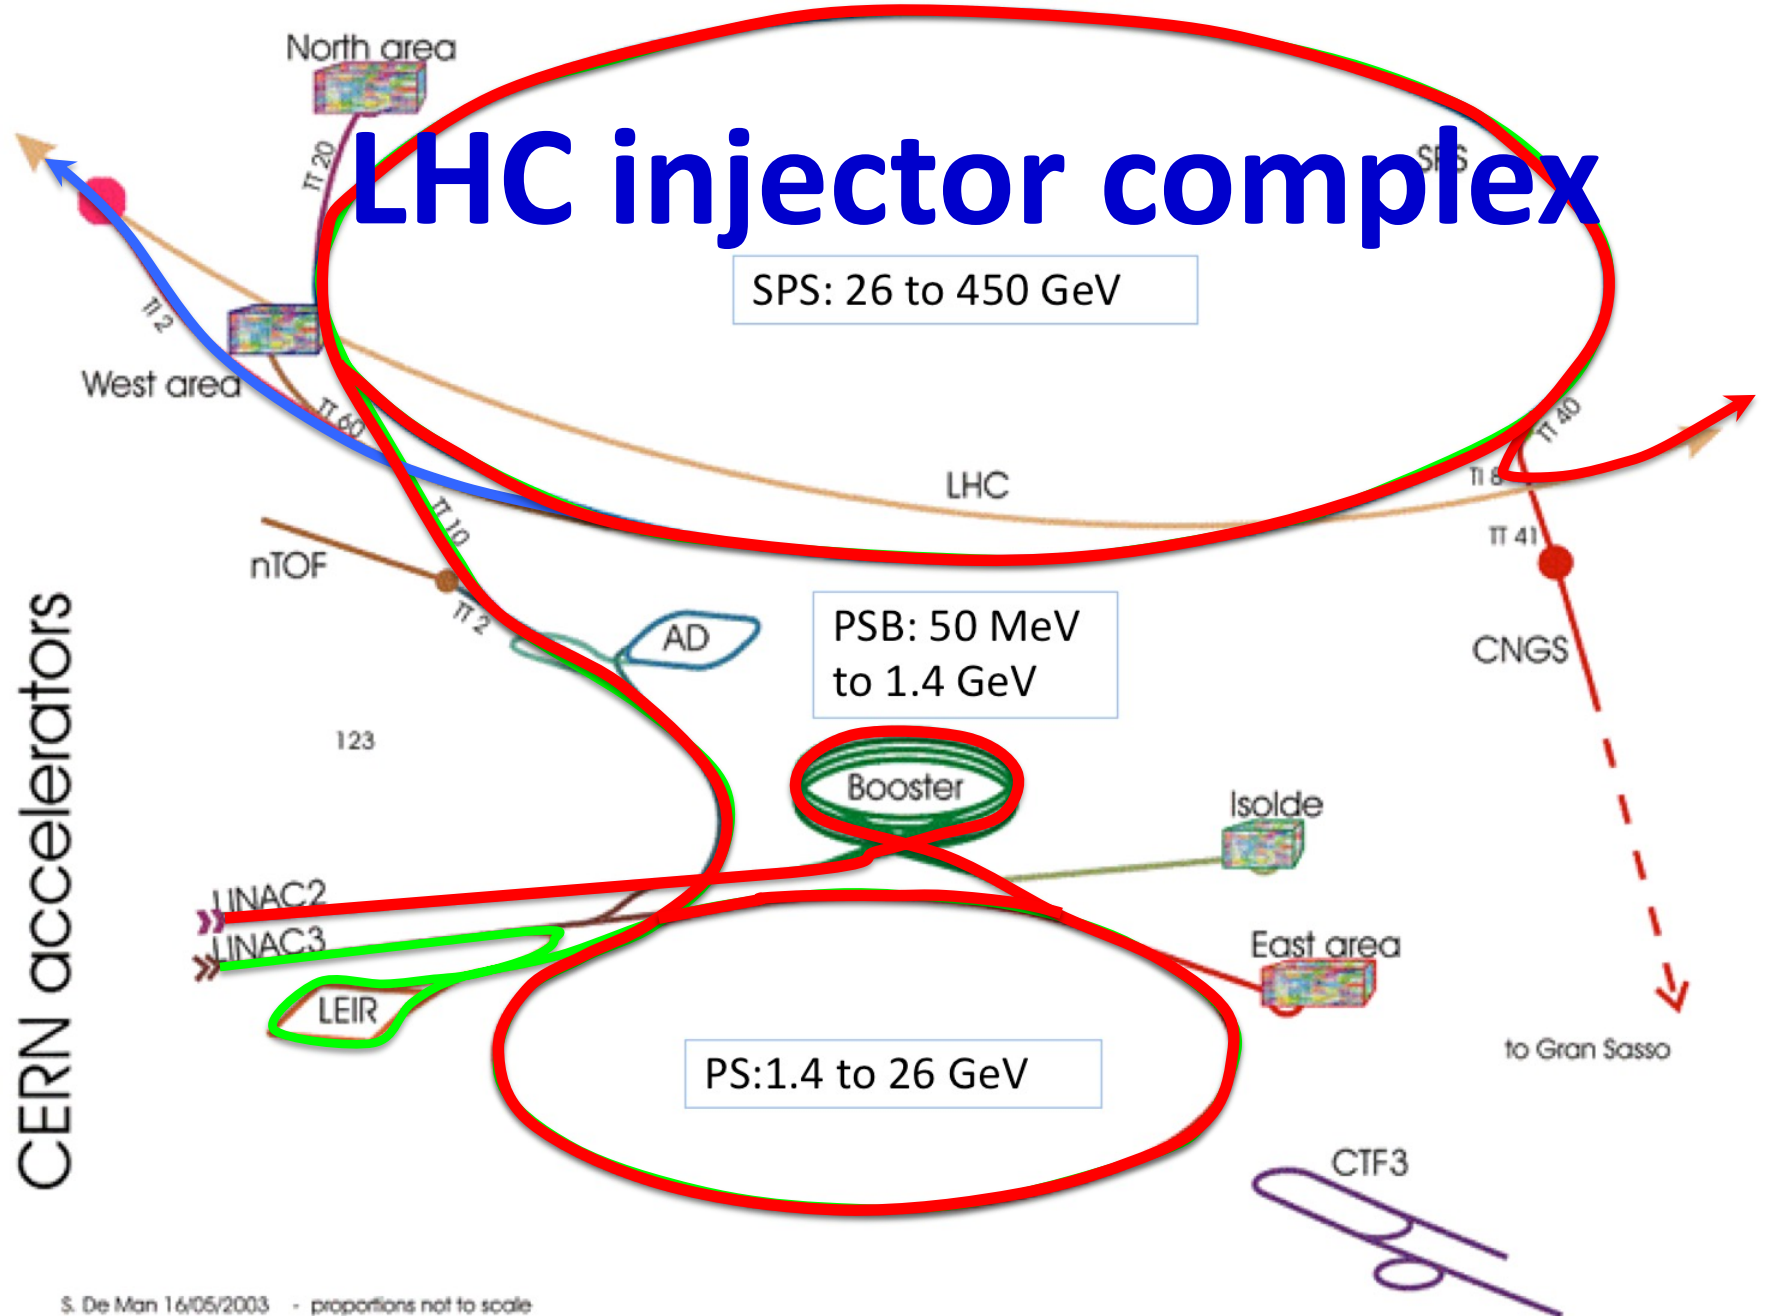 North area
LHC injector complex
SPS
TT 20
SPS: 26 to 450 GeV
TI 2
West area
TT 60
TT 40
LHC
TI 8
TT 10
TT 41
nTOF
TT 2
AD
PSB: 50 MeV
to 1.4 GeV
CNGS
123
Booster
Isolde
LINAC2
LINAC3
East area
LEIR
PS:1.4 to 26 GeV
to Gran Sasso
CTF3
CERN accelerators
S. De Man 16/05/2003 - proportions not to scale